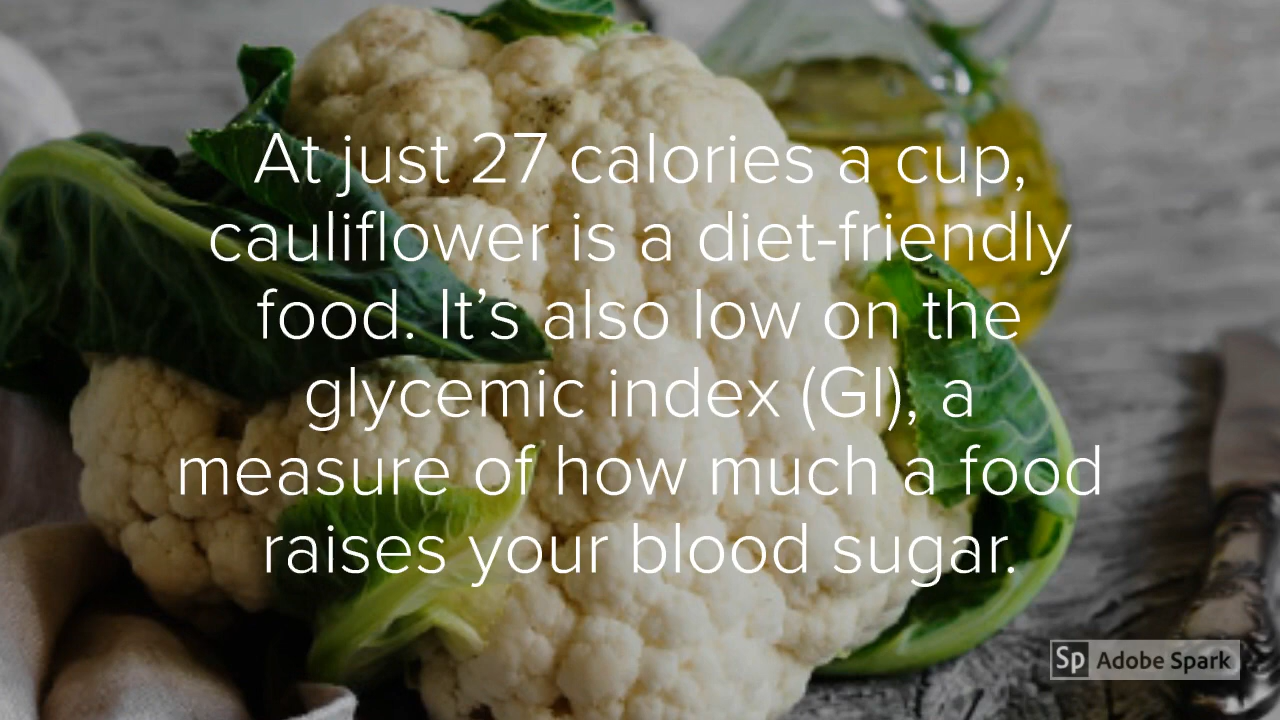 At just 27 calories a cup,
cauliflower is a diet-friendly
food. It’s also low on the
glycemic index (GI), a
measure of how much a food
raises your blood sugar.
Sp Adobe Spark